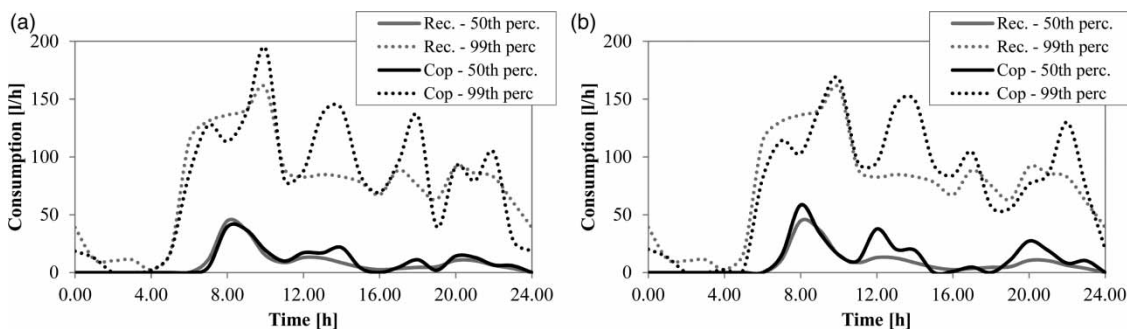 (a)
Rec. - 50th perc.
Rec. - 99th perc
Cop - 50th perc.
Cop - 99th perc
Consumption [l/h]
200
150
100
50
0
0.00 4.00 8.00 12.00 16.00 20.00 24.00
Time [h]
(b)
Rec. - 50th perc.
Rec. - 99th perc
Cop - 50th perc.
Cop - 99th perc
Consumption [l/h]
200
150
100
50
0
0.00 4.00 8.00 12.00 16.00 20.00 24.00
Time [h]